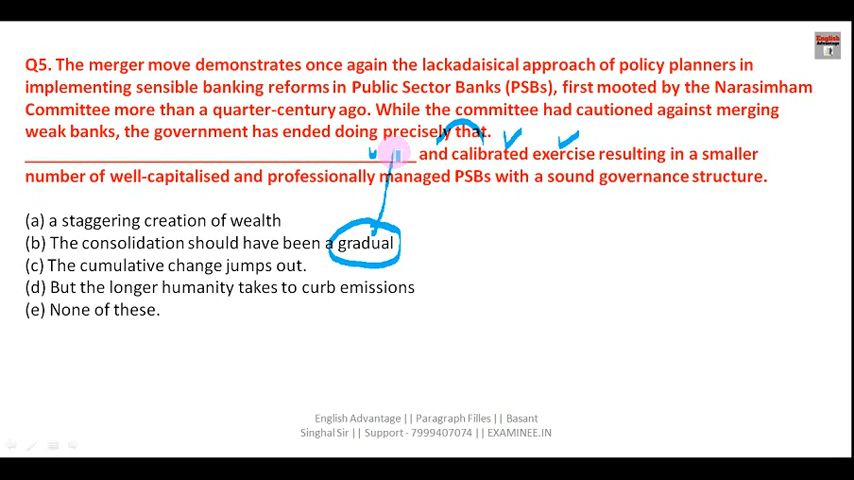 English
Advantage
Q5. The merger move demonstrates once again the lackadaisical approach of policy planners in
implementing sensible banking reforms in Public Sector Banks (PSBs), first mooted by the Narasimham
Committee more than a quarter-century ago. While the committee had cautioned against merging
weak banks, the government has ended doing precisely that.
_______________________________________ and calibrated exercise resulting in a smaller
number of well-capitalised and professionally managed PSBs with a sound governance structure.
(a) a staggering creation of wealth
(b) The consolidation should have been a gradual
(c) The cumulative change jumps out.
(d) But the longer humanity takes to curb emissions
(e) None of these.
English Advantage || Paragraph Filles || Basant
Singhal Sir || Support - 7999407074 || EXAMINEE.IN